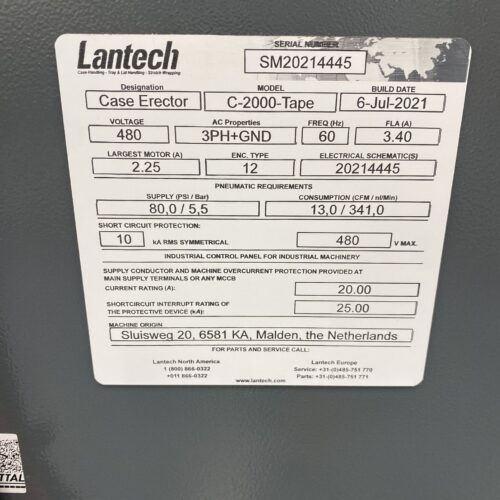 Lantech
Case Handling - Tray & Lid Handling - Stretch Wrapping
SERIAL NUMBER
SM20214445
Designation MODEL BUILD DATE
Case Erector C-2000-Tape 6-Jul-2021
VOLTAGE AC Properties FREQ (Hz) FLA (A)
480 3PH+GND 60 3.40
LARGEST MOTOR (A) ENC. TYPE ELECTRICAL SCHEMATIC(S)
2.25 12 20214445
PNEUMATIC REQUIREMENTS
SUPPLY (PSI / Bar) CONSUMPTION (CFM / nl/Min)
80,0 / 5,5 13,0 / 341,0
SHORT CIRCUIT PROTECTION:
10 kA RMS SYMMETRICAL 480 V MAX.
INDUSTRIAL CONTROL PANEL FOR INDUSTRIAL MACHINERY
SUPPLY CONDUCTOR AND MACHINE OVERCURRENT PROTECTION PROVIDED AT
MAIN SUPPLY TERMINALS OR ANY MCCB
CURRENT RATING (A): 20.00
SHORTCIRCUIT INTERRUPT RATING OF
THE PROTECTIVE DEVICE (kA): 25.00
MACHINE ORIGIN
Sluisweg 20, 6581 KA, Malden, the Netherlands
FOR PARTS AND SERVICE CALL:
Lantech North America Lantech Europe
1 (800) 866-0322 Service: +31-(0)485-751 770
+011 866-0322 Parts: +31-(0)485-751 771
www.lantech.com
TTAL